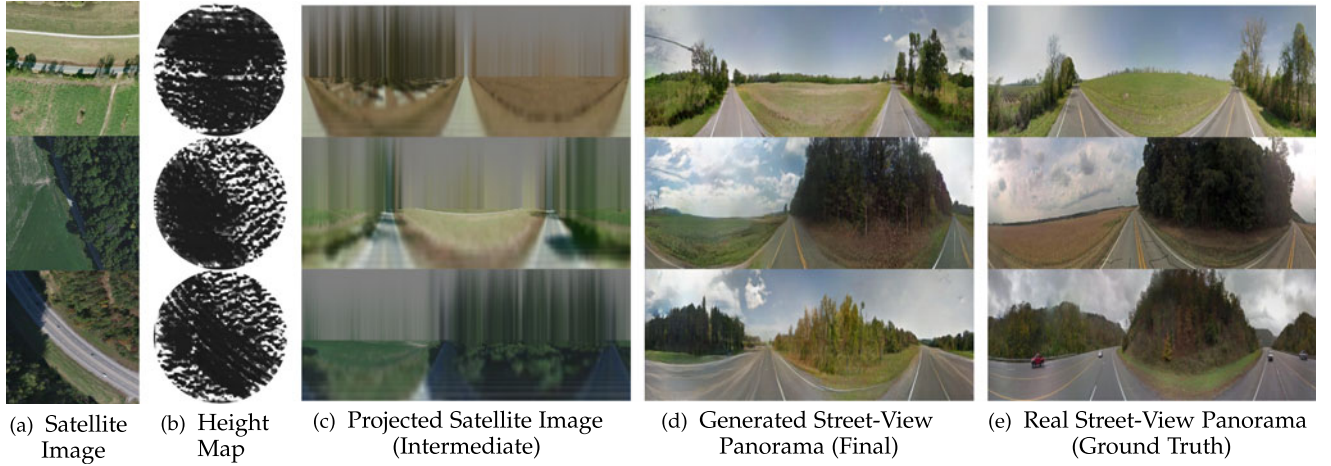 (a) Satellite
Image
(b) Height
Map
(c) Projected Satellite Image
(Intermediate)
(d) Generated Street-View
Panorama (Final)
(e) Real Street-View Panorama
(Ground Truth)